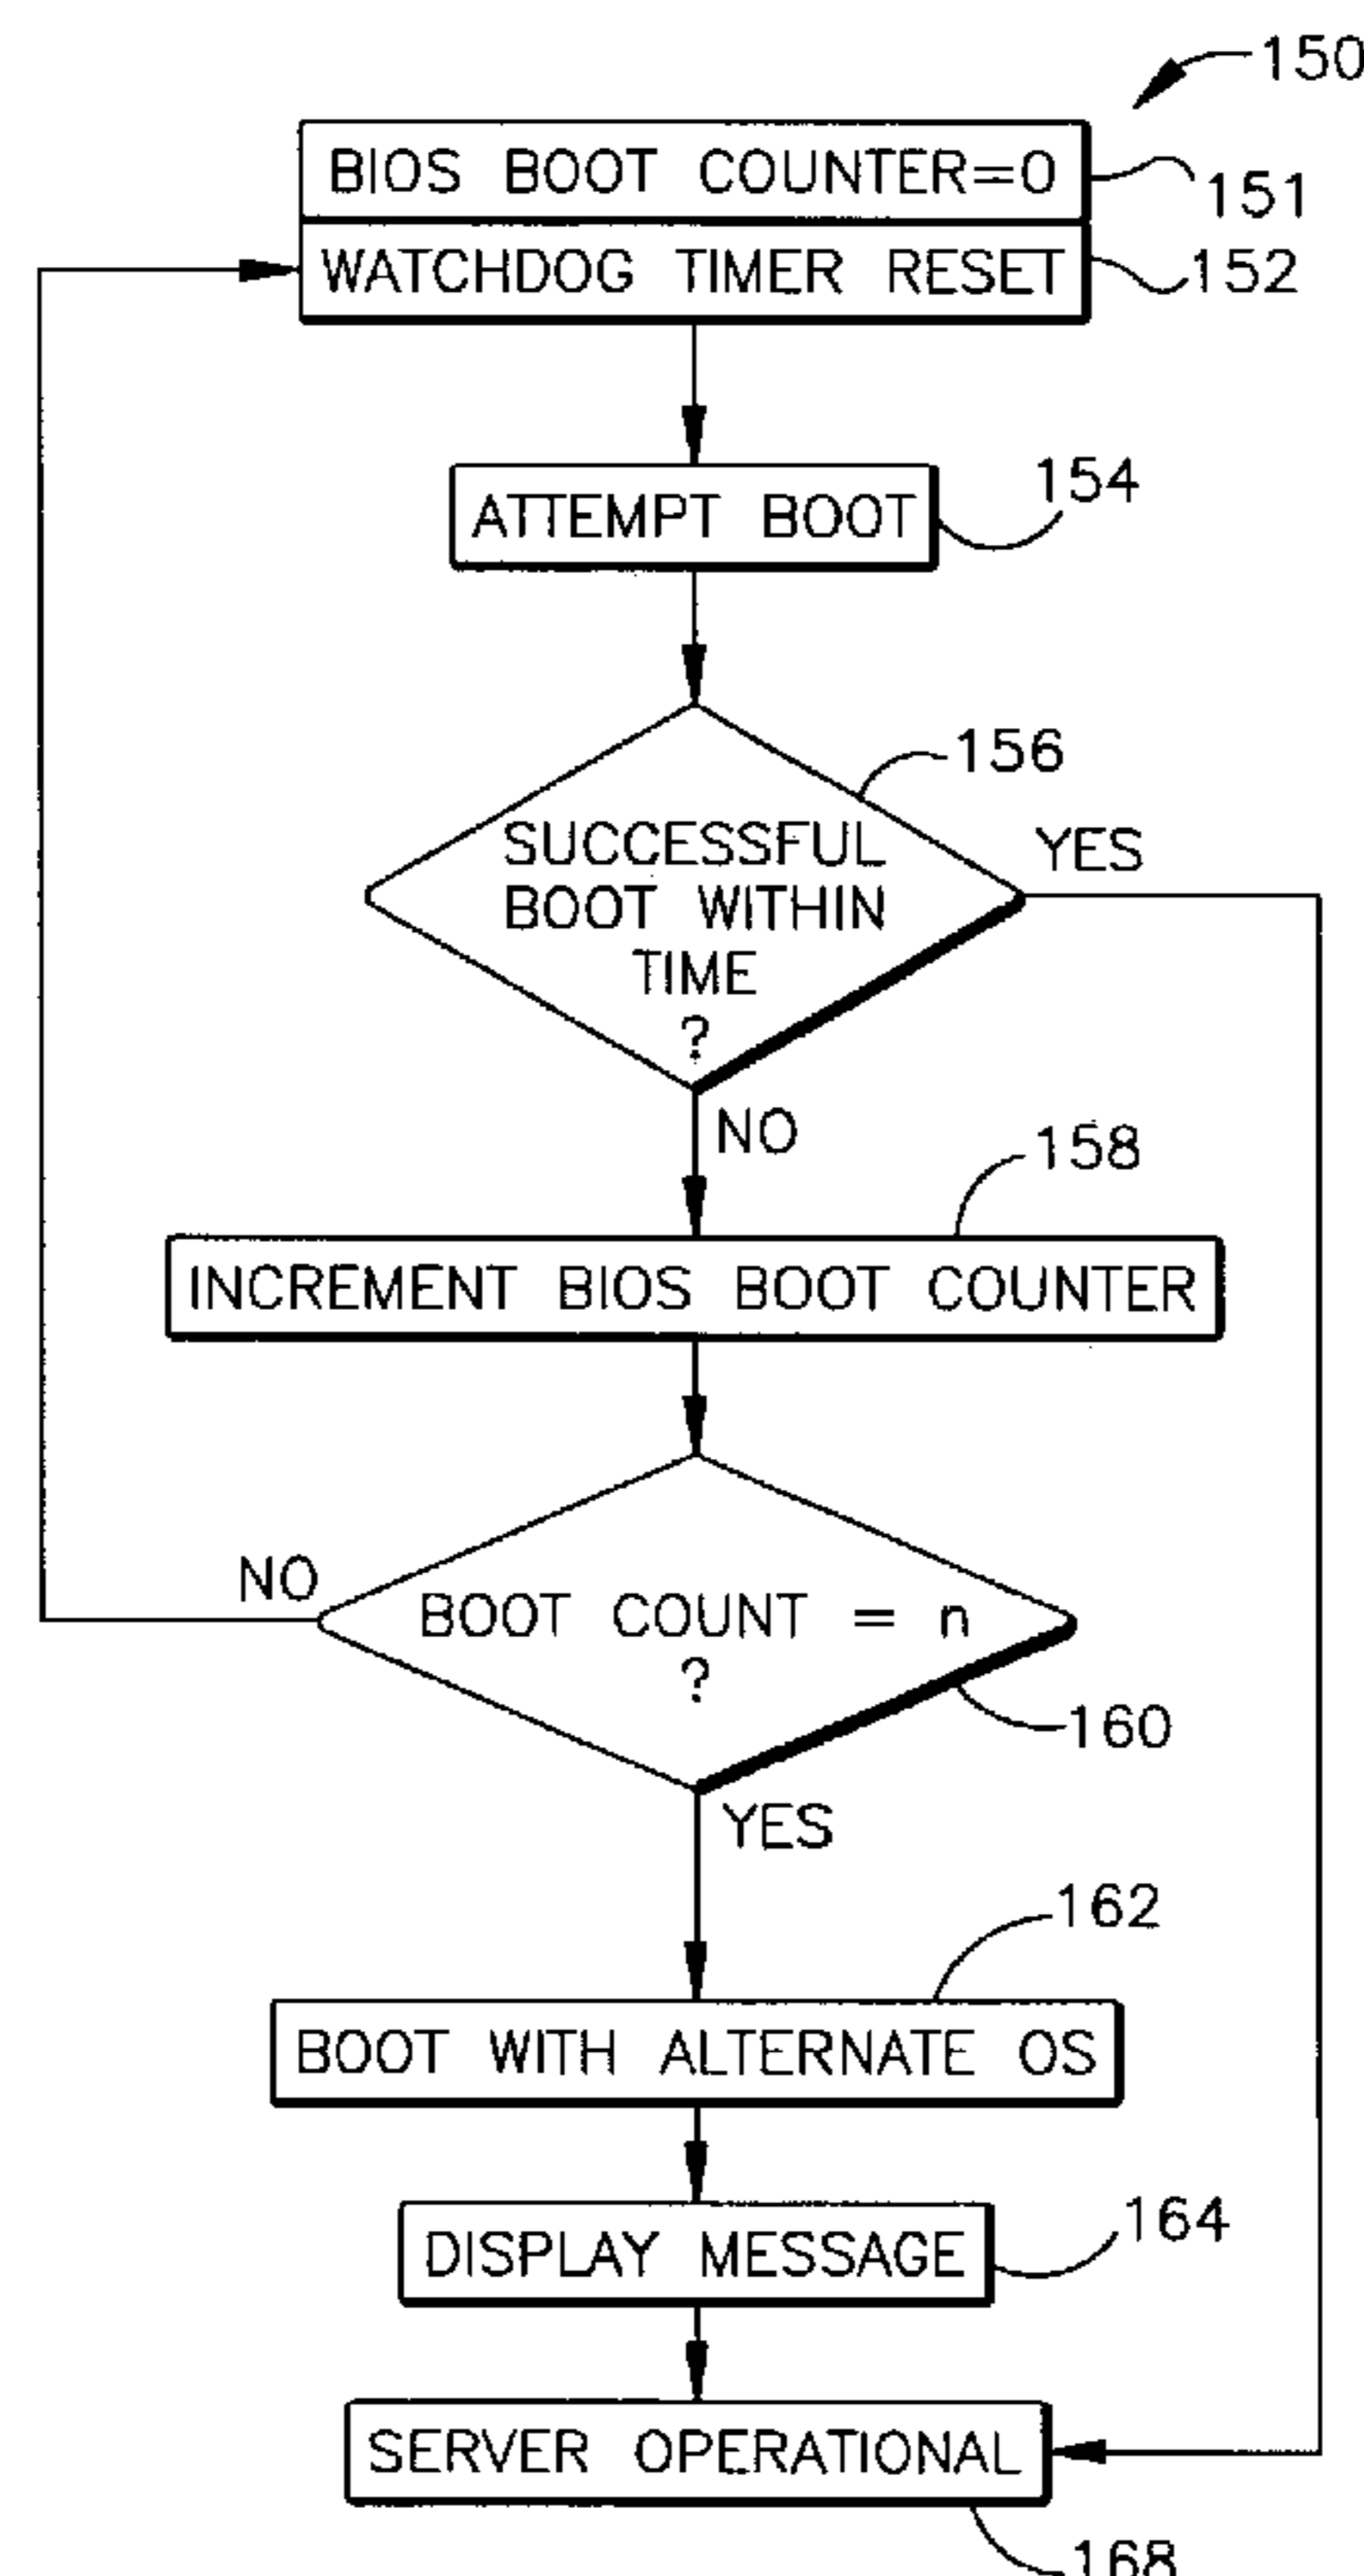 150
BIOS BOOT COUNTER=0
151
WATCHDOG TIMER RESET
152
ATTEMPT BOOT
154
156
SUCCESSFUL
BOOT WITHIN
TIME
?
YES
NO
158
INCREMENT BIOS BOOT COUNTER
NO
BOOT COUNT = n
?
160
YES
162
BOOT WITH ALTERNATE OS
DISPLAY MESSAGE
164
SERVER OPERATIONAL
168